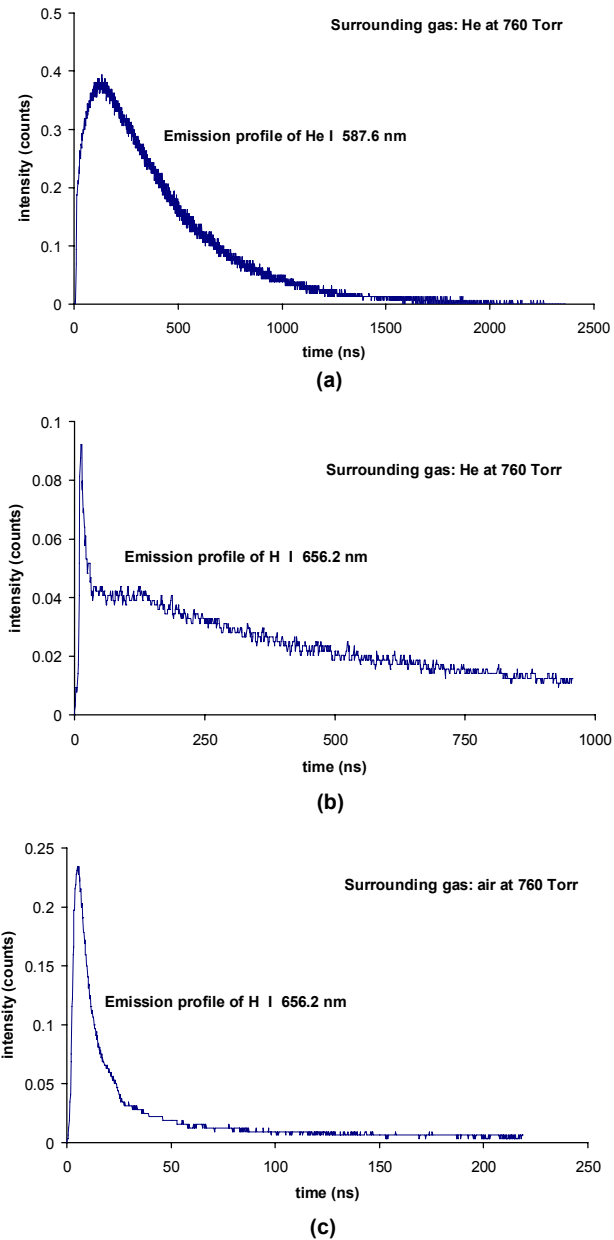 0.5
Surrounding gas: He at 760 Torr
0.4
0.3
Emission profile of He I 587.6 nm
0.2
0.1
0
intensity (counts)
0 500 1000 1500 2000 2500
time (ns)
(a)
0.1
Surrounding gas: He at 760 Torr
0.08
0.06
Emission profile of H I 656.2 nm
0.04
0.02
0
intensity (counts)
0 250 500 750 1000
time (ns)
(b)
0.25
Surrounding gas: air at 760 Torr
0.2
0.15
Emission profile of H I 656.2 nm
0.1
0.05
0
intensity (counts)
0 50 100 150 200 250
time (ns)
(c)